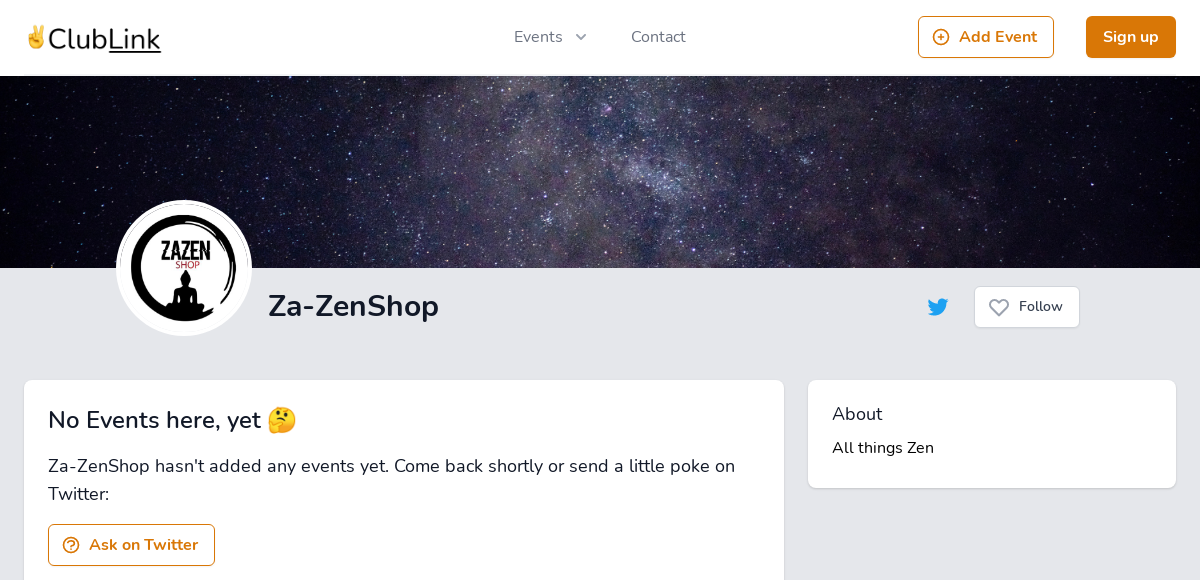 ✌️ClubLink
Events
Contact
Add Event
Sign up
ZAZEN
SHOP
Za-ZenShop
Follow
No Events here, yet 🤔
Za-ZenShop hasn't added any events yet. Come back shortly or send a little poke on
Twitter:
Ask on Twitter
About
All things Zen